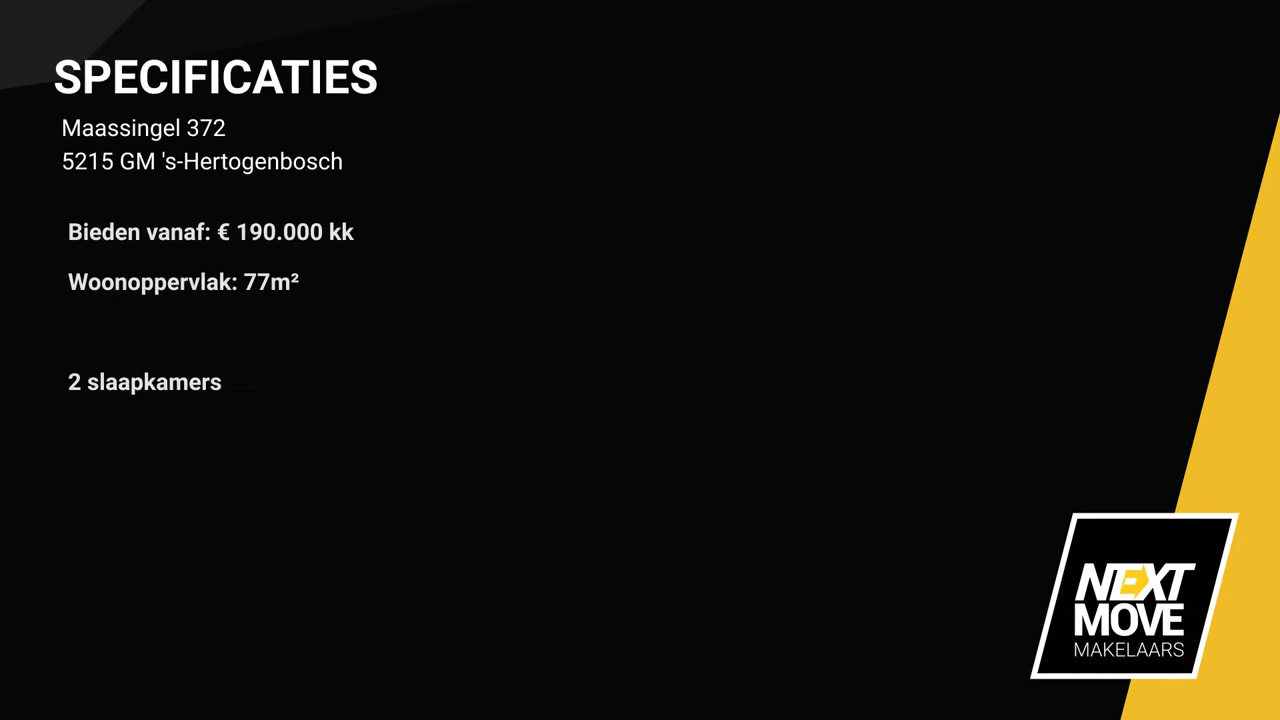 SPECIFICATIES
Maassingel 372
5215 GM 's-Hertogenbosch
Bieden vanaf: € 190.000 kk
Woonoppervlak: 77m²
2 slaapkamers
NEXT
MOVE
MAKELAARS